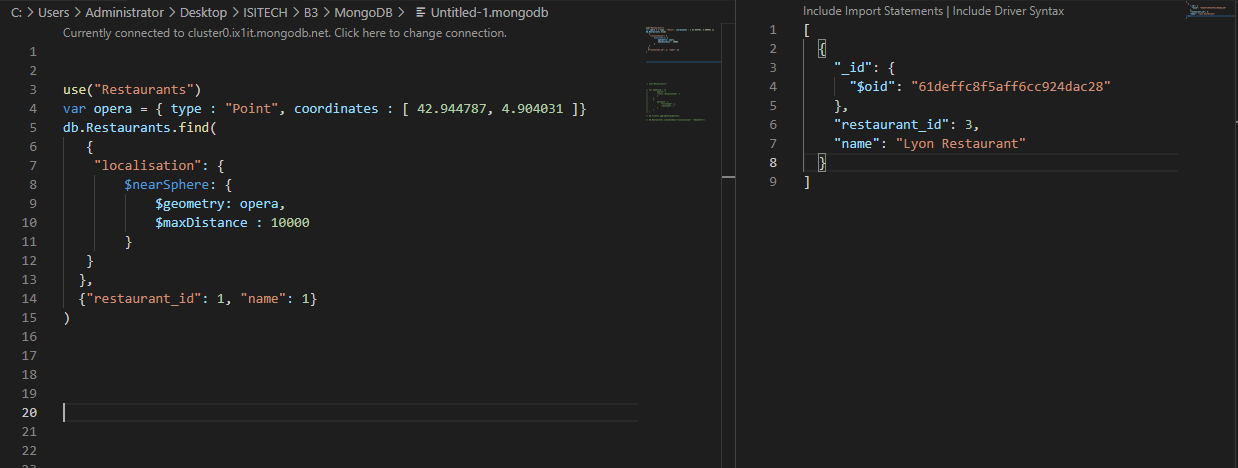 C: > Users > Administrator > Desktop > ISITECH > B3 > MongoDB > Untitled-1.mongodb
Currently connected to cluster0.ix1it.mongodb.net. Click here to change connection.
1
2
3 use("Restaurants")
4 var opera = { type : "Point", coordinates : [ 42.944787, 4.904031 ]}
5 db.Restaurants.find(
6 {
7 "localisation": {
8 $nearSphere: {
9 $geometry: opera,
10 $maxDistance : 10000
11 }
12 }
13 },
14 {"restaurant_id": 1, "name": 1}
15 )
16
17
18
19
20
21
22
23
Include Import Statements | Include Driver Syntax
1 [
2 {
3 "_id": {
4 "$oid": "61deffc8f5aff6cc924dac28"
5 },
6 "restaurant_id": 3,
7 "name": "Lyon Restaurant"
8 }
9 ]